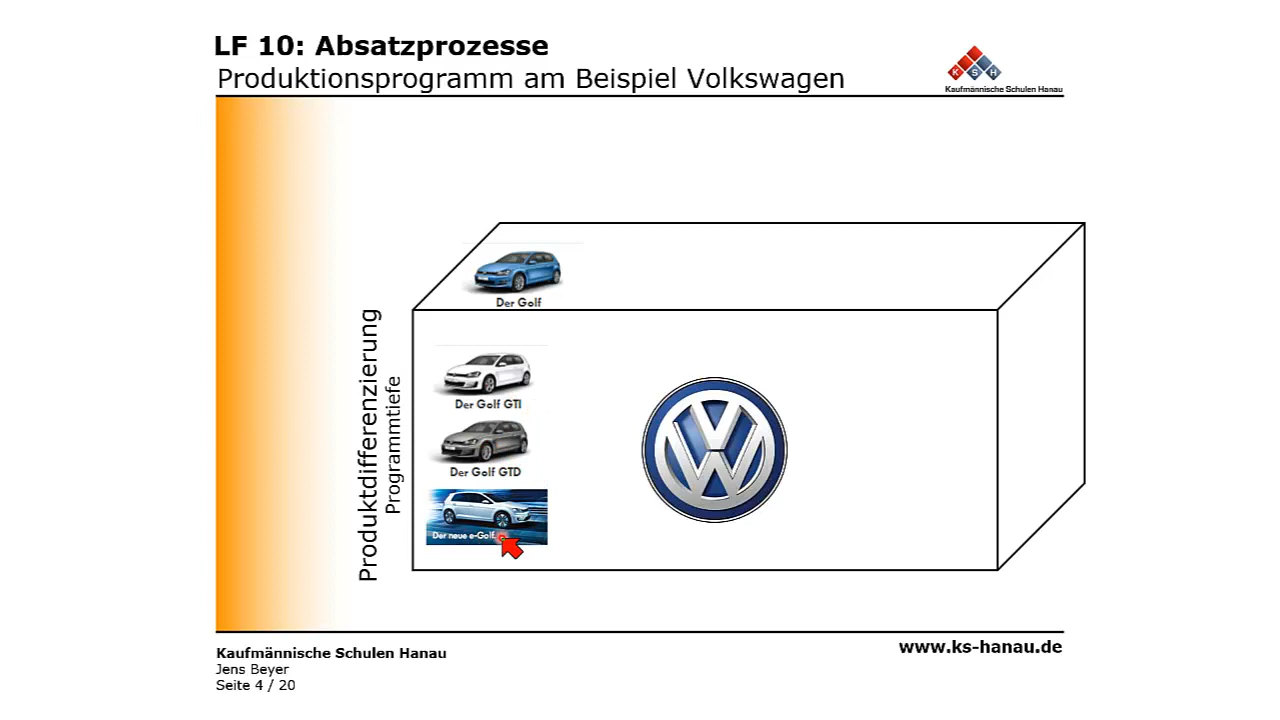 LF 10: Absatzprozesse
Produktionsprogramm am Beispiel Volkswagen
K S H
Kaufmännische Schulen Hanau
Der Golf
Produktdifferenzierung
Programmtiefe
Der Golf GTI
Der Golf GTD
Der neue e-Golf.
Kaufmännische Schulen Hanau
Jens Beyer
Seite 4 / 20
www.ks-hanau.de